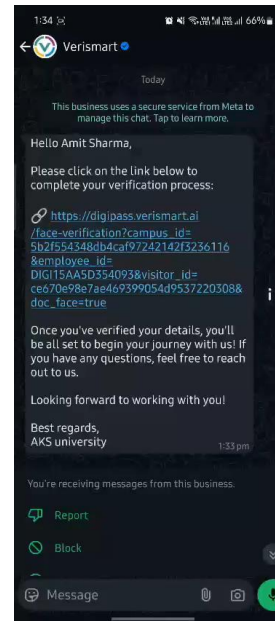 1:34
66%
Verismart
Today
This business uses a secure service from Meta to
manage this chat. Tap to learn more.
Hello Amit Sharma,
Please click on the link below to
complete your verification process:
https://digipass.verismart.ai
/face-verification?campus_id=
5b2f554348db4caf97242142f3236116
&employee_id=
DIGI15AA5D354093&visitor_id=
ce670e98e7ae469399054d9537220308&
doc_face=true
Once you've verified your details, you'll
be all set to begin your journey with us! If
you have any questions, feel free to reach
out to us.
Looking forward to working with you!
Best regards,
AKS university
1:33 pm
You're receiving messages from this business.
Report
Block
Message